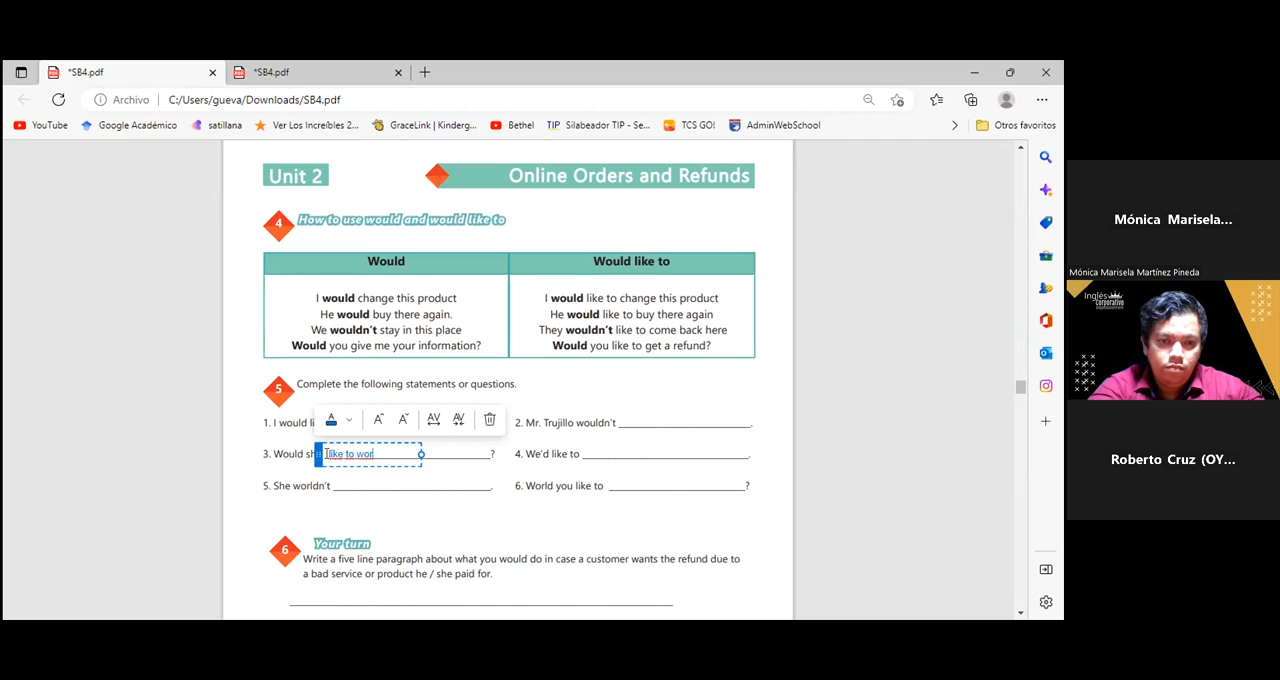 *SB4.pdf
*SB4.pdf
Archivo
C:/Users/gueva/Downloads/SB4.pdf
YouTube
Google Académico
satillana
Ver Los Increíbles 2...
GraceLink | Kinderg...
Bethel
TIP Silabeador TIP - Se...
TCS GO!
AdminWebSchool
Otros favoritos
Unit 2
Online Orders and Refunds
4 How to use would and would like to
Would
Would like to
I would change this product
He would buy there again.
We wouldn't stay in this place
Would you give me your information?
I would like to change this product
He would like to buy there again
They wouldn't like to come back here
Would you like to get a refund?
5 Complete the following statements or questions.
1. I would li
2. Mr. Trujillo wouldn't ____________________.
3. Would sh like to wor ____________________?
4. We'd like to ____________________.
5. She worldn't ____________________.
6. World you like to ____________________?
6 Your turn
Write a five line paragraph about what you would do in case a customer wants the refund due to
a bad service or product he / she paid for.
Mónica Marisela...
Mónica Marisela Martínez Pineda
Inglés
Corporativo
Roberto Cruz (OY...